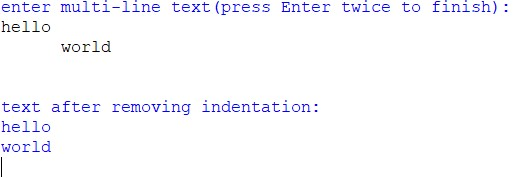 enter multi-line text(press Enter twice to finish):
hello
      world
text after removing indentation:
hello
world